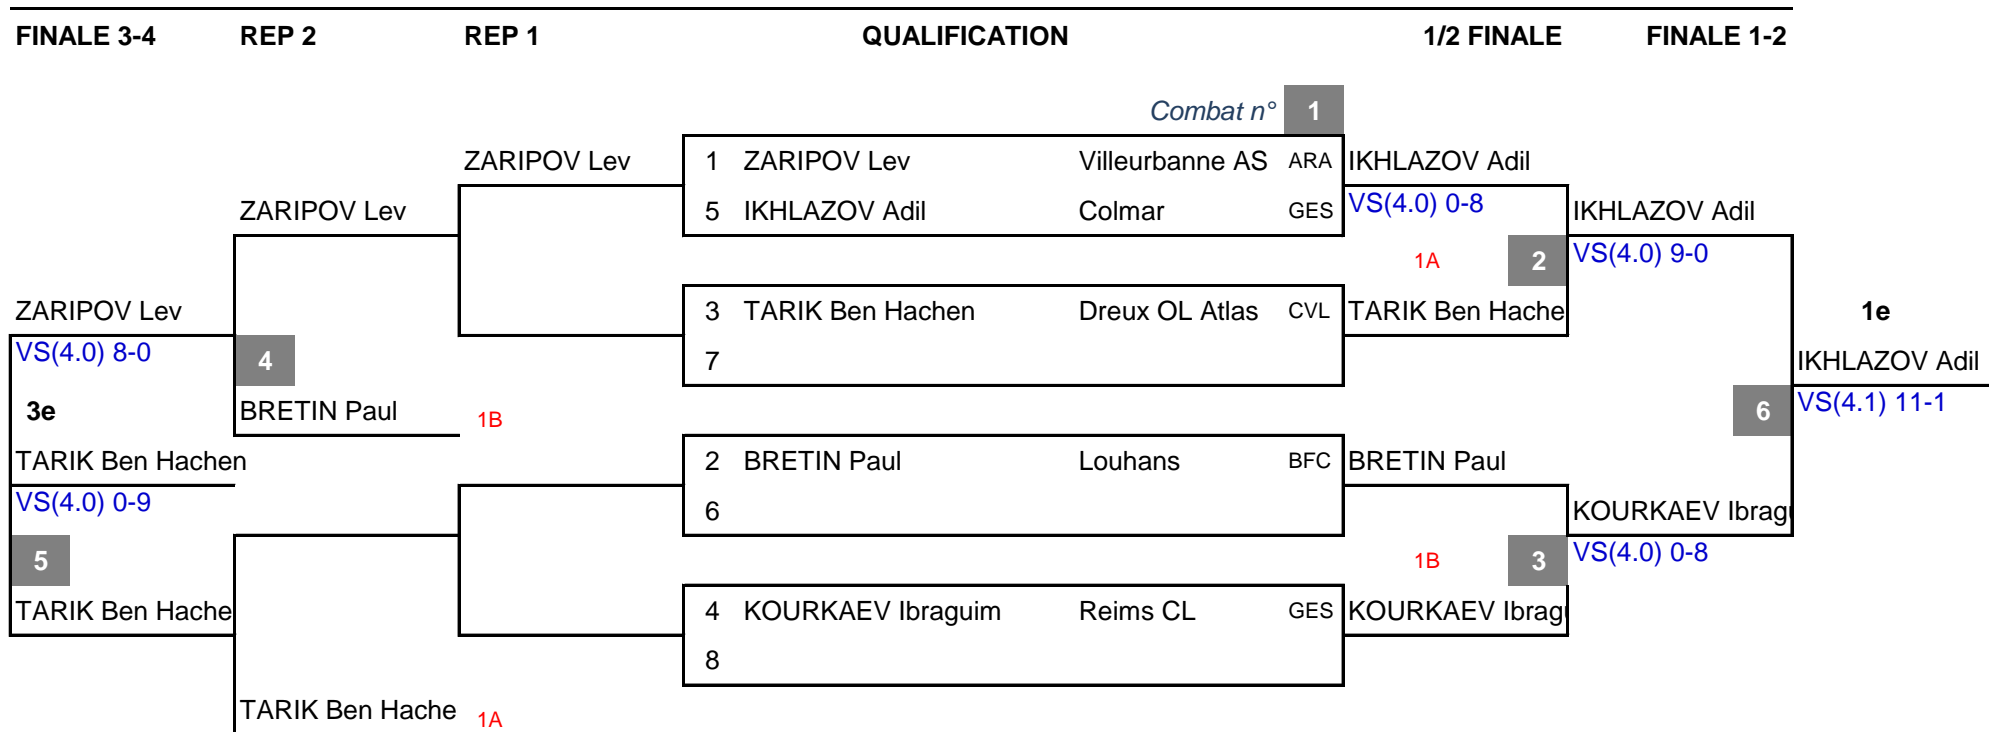 FINALE 3-4 REP 2 REP 1 QUALIFICATION 1/2 FINALE FINALE 1-2
Combat n° 1
ZARIPOV Lev 1 ZARIPOV Lev Villeurbanne AS ARA IKHLAZOV Adil
ZARIPOV Lev 5 IKHLAZOV Adil Colmar GES VS(4.0) 0-8 IKHLAZOV Adil
1A 2 VS(4.0) 9-0
ZARIPOV Lev 3 TARIK Ben Hachen Dreux OL Atlas CVL TARIK Ben Hache 1e
VS(4.0) 8-0 4 7 IKHLAZOV Adil
3e BRETIN Paul 1B 6 VS(4.1) 11-1
TARIK Ben Hachen 2 BRETIN Paul Louhans BFC BRETIN Paul
VS(4.0) 0-9 6 KOURKAEV Ibragu
5 1B 3 VS(4.0) 0-8
TARIK Ben Hache 4 KOURKAEV Ibraguim Reims CL GES KOURKAEV Ibragu
8
TARIK Ben Hache 1A